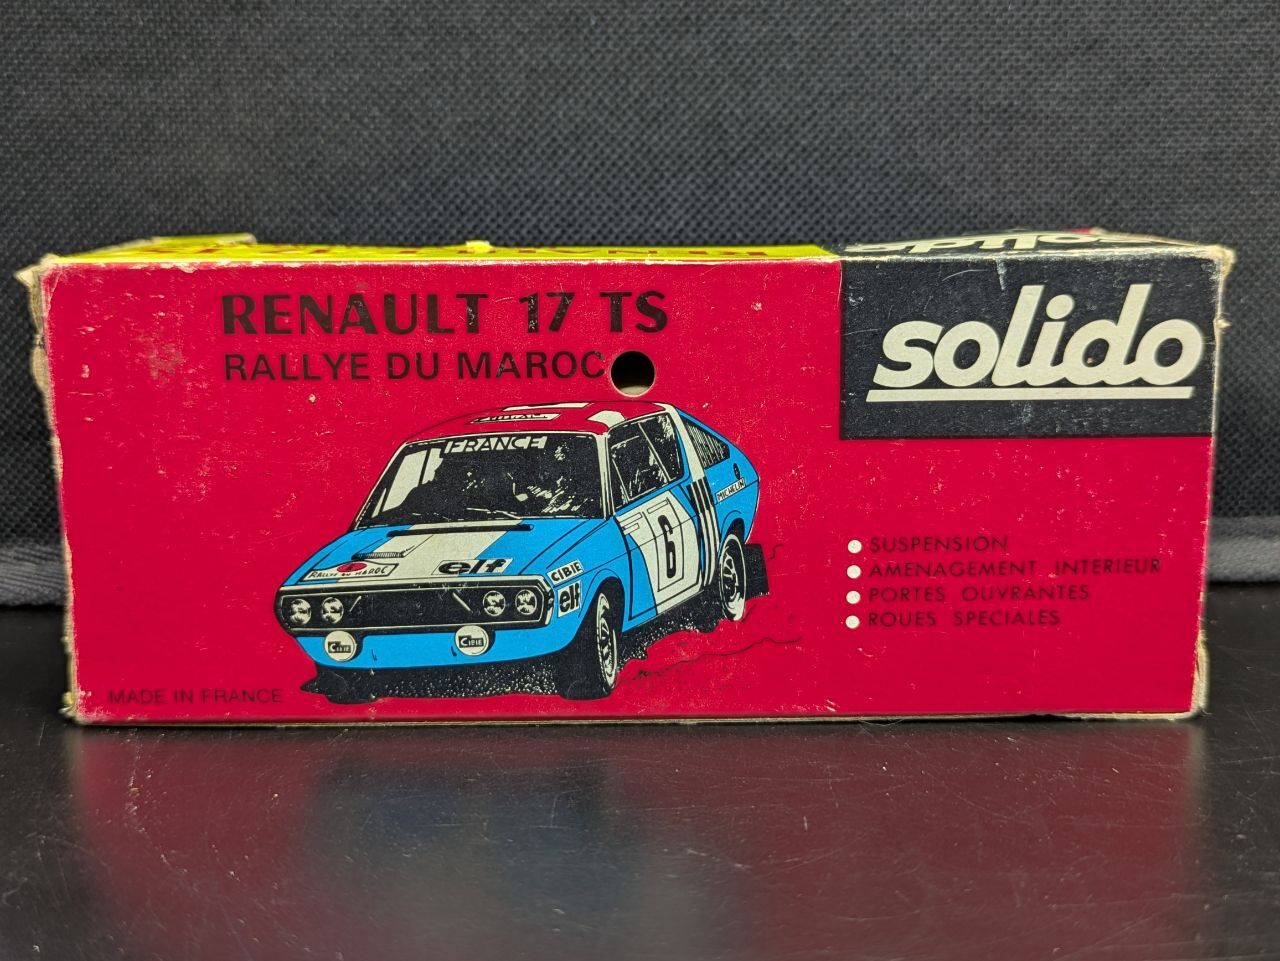 RENAULT 17 TS
RALLYE DU MAROC
solido
FRANCE
MICHELIN
6
elf
CIBIE
elf
RALLYE DU MAROC
CIBIE
CIBIE
SUSPENSION
AMENAGEMENT INTERIEUR
PORTES OUVRANTES
ROUES SPECIALES
MADE IN FRANCE